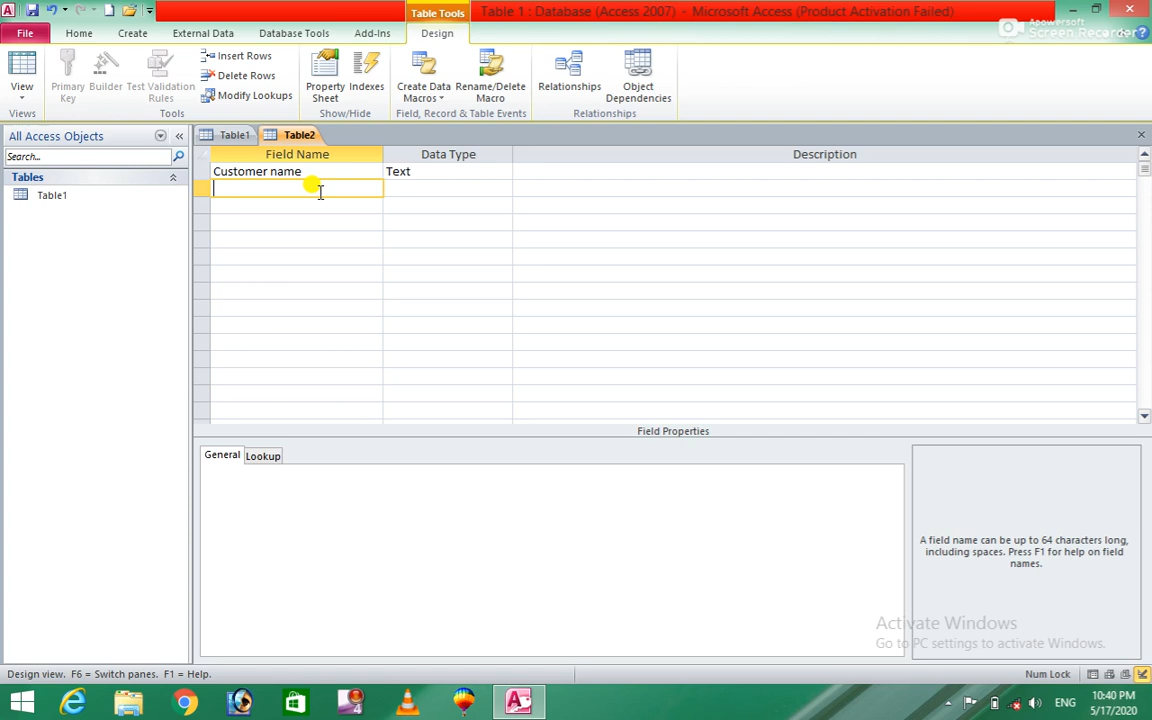 Table Tools
Table 1 : Database (Access 2007) - Microsoft Access (Product Activation Failed)
Apowersoft
Screen Recorder
File
Home
Create
External Data
Database Tools
Add-Ins
Design
View
Primary Key
Builder
Test Validation Rules
Insert Rows
Delete Rows
Modify Lookups
Property Sheet
Indexes
Create Data Macros
Rename/Delete Macro
Relationships
Object Dependencies
Views
Tools
Show/Hide
Field, Record & Table Events
Relationships
All Access Objects
Search...
Tables
Table1
Table1
Table2
Field Name
Data Type
Description
Customer name
Text
Field Properties
General
Lookup
A field name can be up to 64 characters long,
including spaces. Press F1 for help on field
names.
Activate Windows
Go to PC settings to activate Windows.
Design view. F6 = Switch panes. F1 = Help.
Num Lock
ENG
10:40 PM
5/17/2020